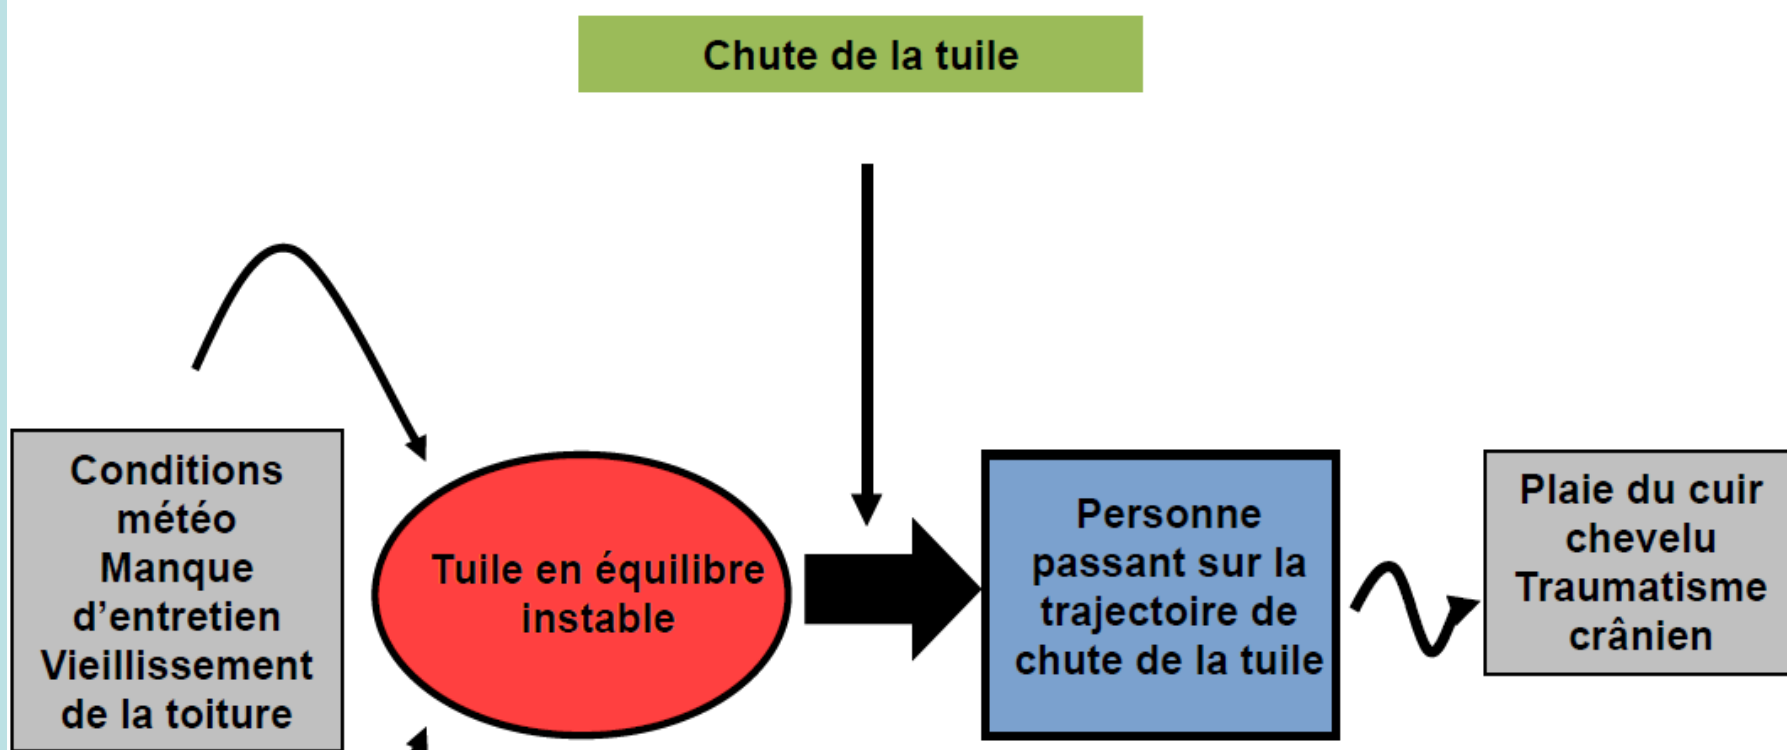 Chute de la tuile
Conditions
météo
Manque
d'entretien
Vieillissement
de la toiture
Tuile en équilibre
instable
Personne
passant sur la
trajectoire de
chute de la tuile
Plaie du cuir
chevelu
Traumatisme
crânien